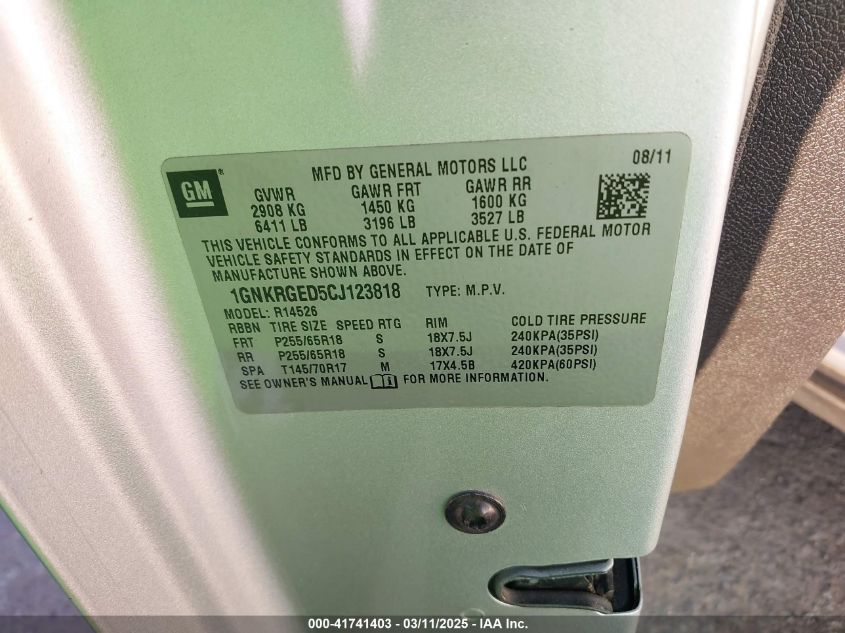 MFD BY GENERAL MOTORS LLC 08/11
GM ®
GVWR GAWR FRT GAWR RR
2908 KG 1450 KG 1600 KG
6411 LB 3196 LB 3527 LB
THIS VEHICLE CONFORMS TO ALL APPLICABLE U.S. FEDERAL MOTOR
VEHICLE SAFETY STANDARDS IN EFFECT ON THE DATE OF
MANUFACTURE SHOWN ABOVE.
1GNKRGED5CJ123818 TYPE: M.P.V.
MODEL: R14526
RBBN TIRE SIZE SPEED RTG RIM COLD TIRE PRESSURE
FRT P255/65R18 S 18X7.5J 240KPA(35PSI)
RR P255/65R18 S 18X7.5J 240KPA(35PSI)
SPA T145/70R17 M 17X4.5B 420KPA(60PSI)
SEE OWNER'S MANUAL FOR MORE INFORMATION.
000-41741403 - 03/11/2025 - IAA Inc.